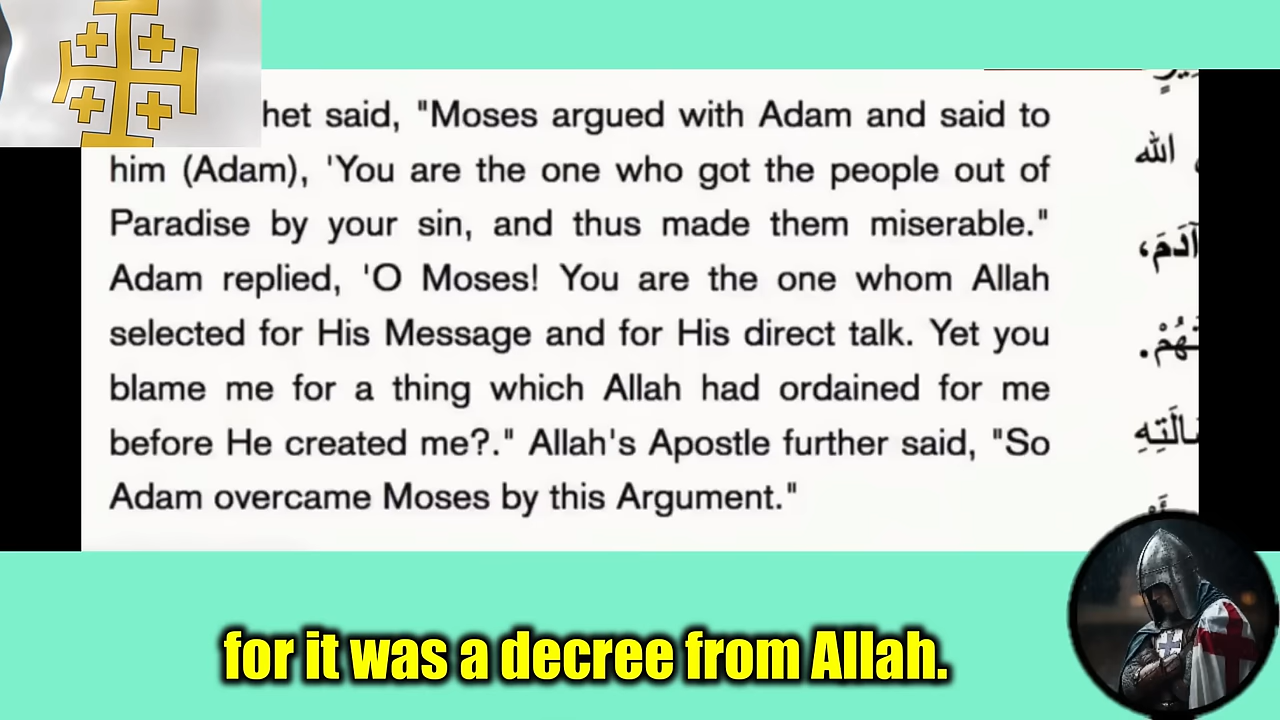 het said, "Moses argued with Adam and said to
him (Adam), 'You are the one who got the people out of
Paradise by your sin, and thus made them miserable."
Adam replied, 'O Moses! You are the one whom Allah
selected for His Message and for His direct talk. Yet you
blame me for a thing which Allah had ordained for me
before He created me?." Allah's Apostle further said, "So
Adam overcame Moses by this Argument."
الله
آدَمَ،
for it was a decree from Allah.